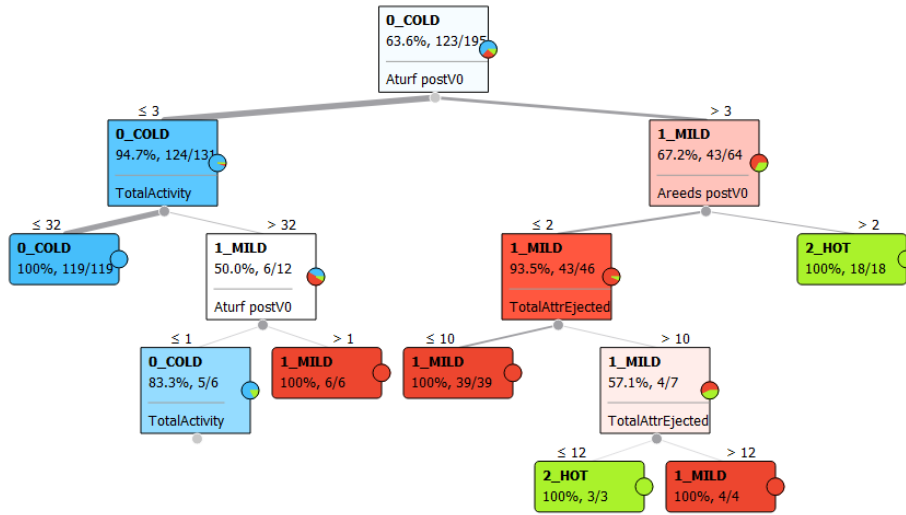 0_COLD
63.6%, 123/195
Aturf postV0
≤ 3
> 3
0_COLD
94.7%, 124/131
TotalActivity
1_MILD
67.2%, 43/64
Areeds postV0
≤ 32
> 32
≤ 2
> 2
0_COLD
100%, 119/119
1_MILD
50.0%, 6/12
Aturf postV0
1_MILD
93.5%, 43/46
TotalAttrEjected
2_HOT
100%, 18/18
≤ 1
> 1
≤ 10
> 10
0_COLD
83.3%, 5/6
TotalActivity
1_MILD
100%, 6/6
1_MILD
100%, 39/39
1_MILD
57.1%, 4/7
TotalAttrEjected
≤ 12
> 12
2_HOT
100%, 3/3
1_MILD
100%, 4/4